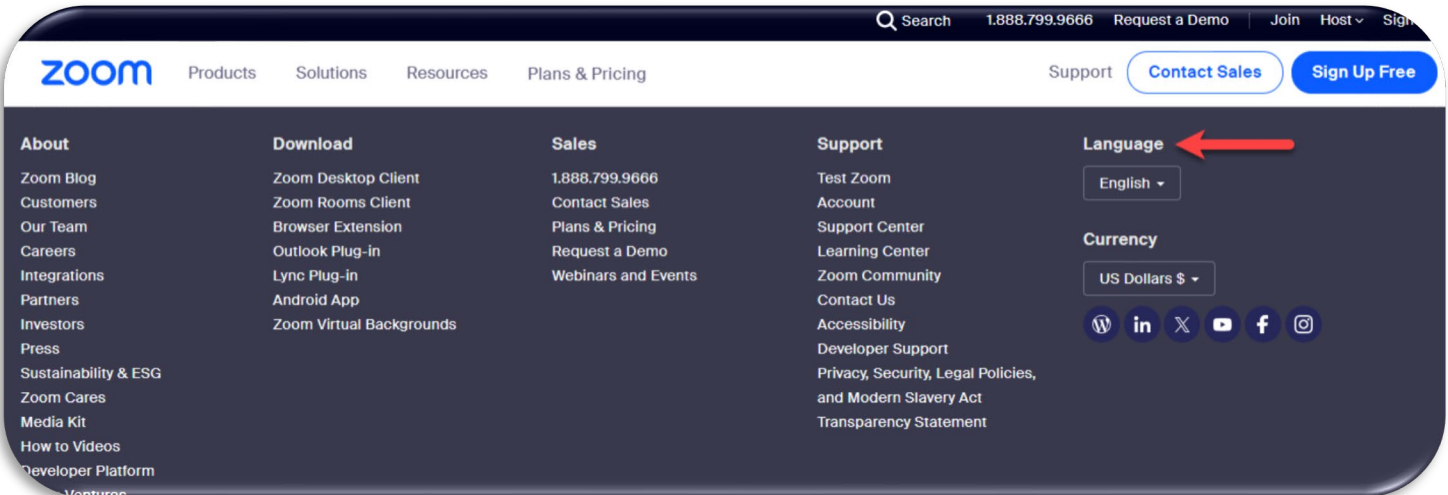 Search 1.888.799.9666 Request a Demo Join Host
zoom Products Solutions Resources Plans & Pricing Support Contact Sales Sign Up Free
About
Zoom Blog
Customers
Our Team
Careers
Integrations
Partners
Investors
Press
Sustainability & ESG
Zoom Cares
Media Kit
How to Videos
Developer Platform
Ventures
Download
Zoom Desktop Client
Zoom Rooms Client
Browser Extension
Outlook Plug-in
Lync Plug-in
Android App
Zoom Virtual Backgrounds
Sales
1.888.799.9666
Contact Sales
Plans & Pricing
Request a Demo
Webinars and Events
Support
Test Zoom
Account
Support Center
Learning Center
Zoom Community
Contact Us
Accessibility
Developer Support
Privacy, Security, Legal Policies,
and Modern Slavery Act
Transparency Statement
Language
English
Currency
US Dollars $